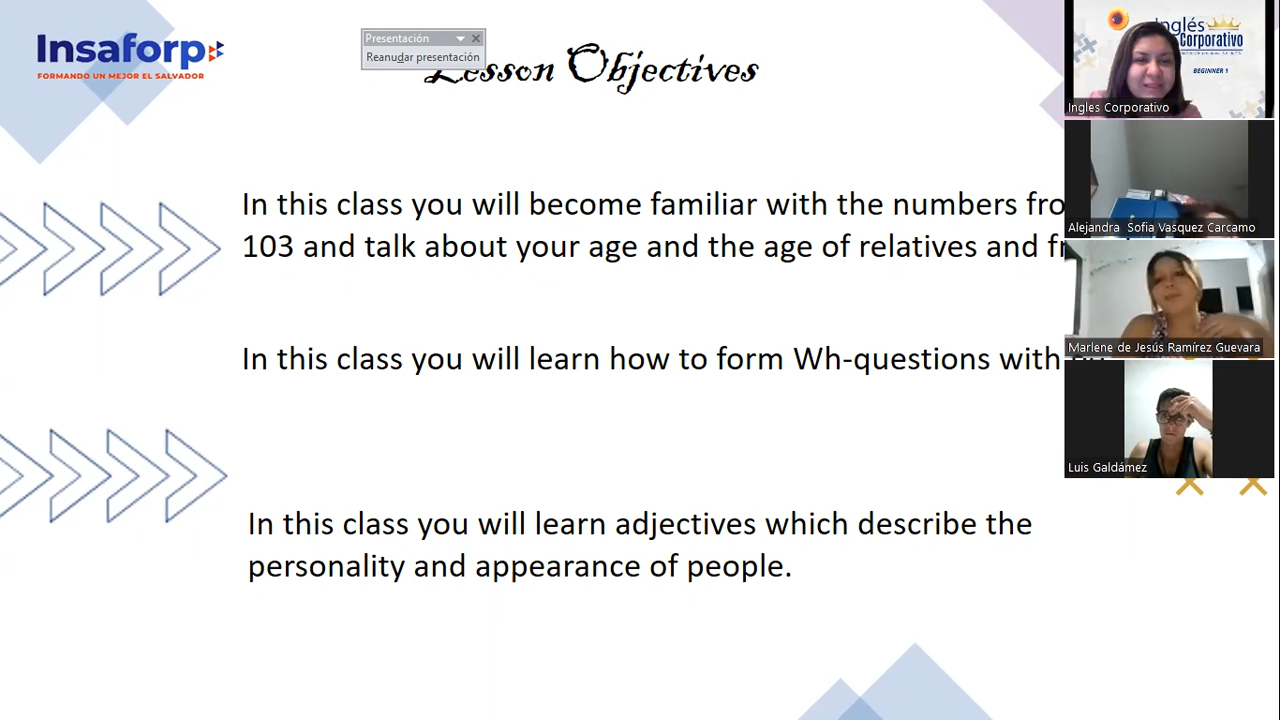 Insaforp
FORMANDO UN MEJOR EL SALVADOR
Presentación
Reanudar presentación
Lesson Objectives
In this class you will become familiar with the numbers fro
103 and talk about your age and the age of relatives and fr
In this class you will learn how to form Wh-questions with
In this class you will learn adjectives which describe the
personality and appearance of people.
Inglés
Corporativo
BEGINNER 1
Ingles Corporativo
Alejandra Sofia Vasquez Carcamo
Marlene de Jesús Ramírez Guevara
Luis Galdámez